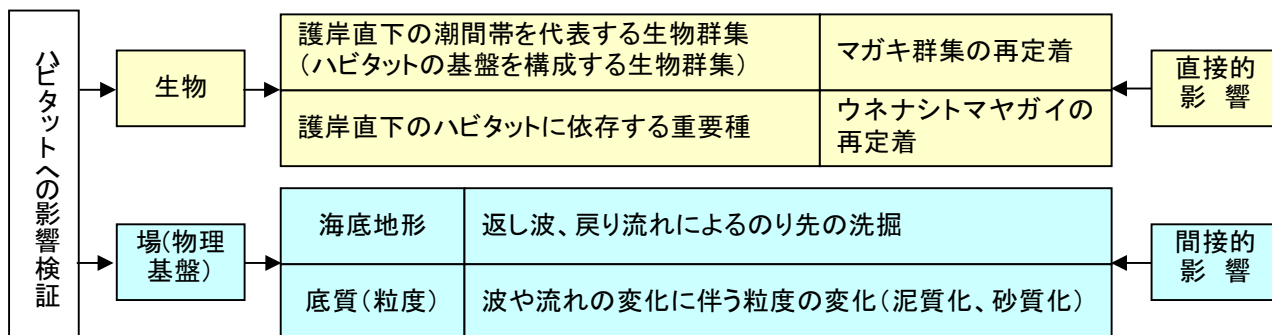 ハビタットへの影響検証
生物
護岸直下の潮間帯を代表する生物群集
(ハビタットの基盤を構成する生物群集)
マガキ群集の再定着
護岸直下のハビタットに依存する重要種
ウネナシトマヤガイの
再定着
直接的
影 響
場(物理
基盤)
海底地形
返し波、戻り流れによるのり先の洗掘
底質(粒度)
波や流れの変化に伴う粒度の変化(泥質化、砂質化)
間接的
影 響